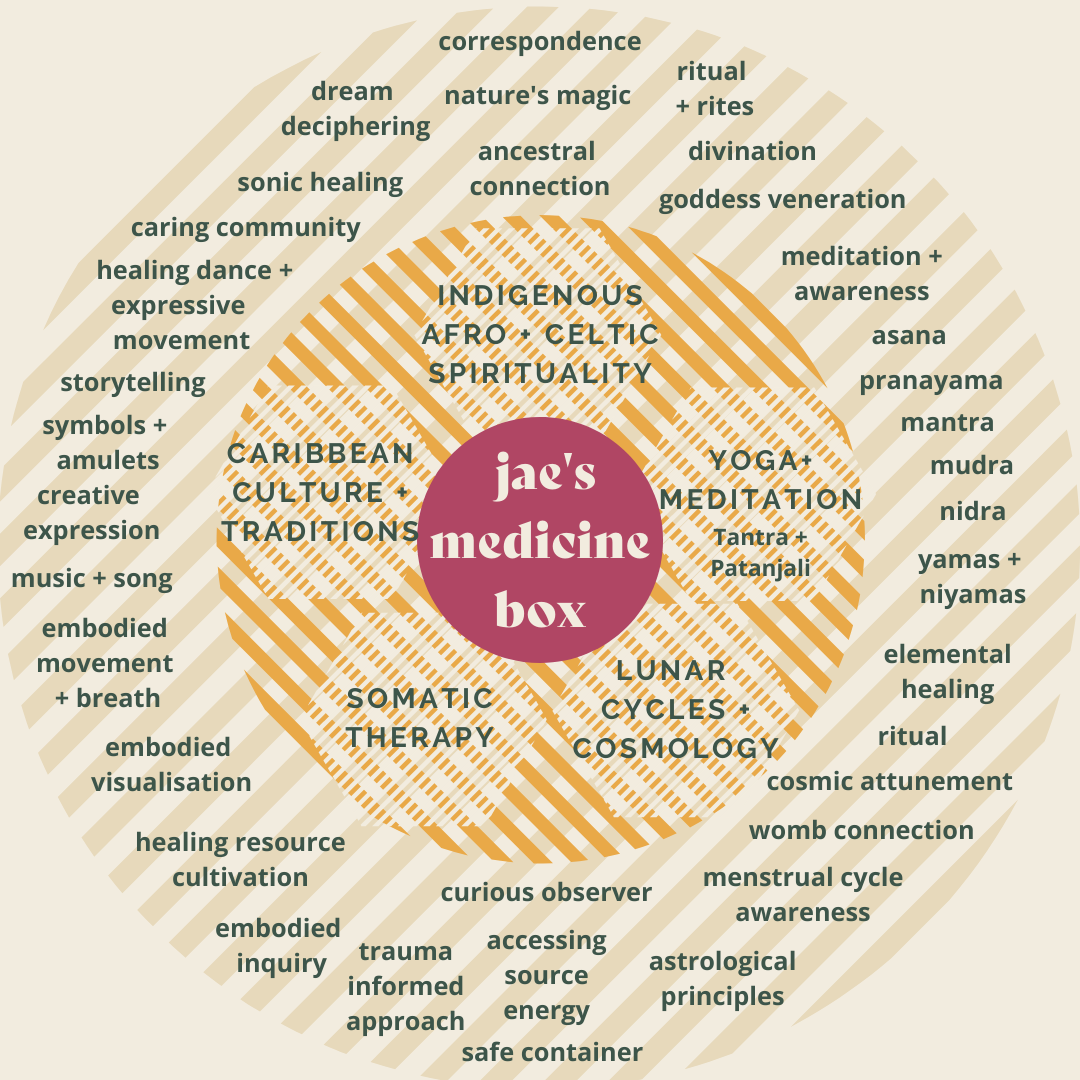 correspondence
nature's magic
ancestral
connection
ritual
+ rites
divination
goddess veneration
meditation +
awareness
asana
pranayama
mantra
mudra
nidra
yamas +
niyamas
elemental
healing
ritual
cosmic attunement
womb connection
menstrual cycle
awareness
astrological
principles
curious observer
accessing
source
energy
safe container
trauma
informed
approach
embodied
inquiry
healing resource
cultivation
embodied
visualisation
embodied
movement
+ breath
music + song
creative
expression
symbols +
amulets
storytelling
healing dance +
expressive
movement
caring community
sonic healing
dream
deciphering
INDIGENOUS
AFRO + CELTIC
SPIRITUALITY
YOGA+
MEDITATION
Tantra +
Patanjali
LUNAR
CYCLES +
COSMOLOGY
SOMATIC
THERAPY
CARIBBEAN
CULTURE +
TRADITIONS
jae's
medicine
box